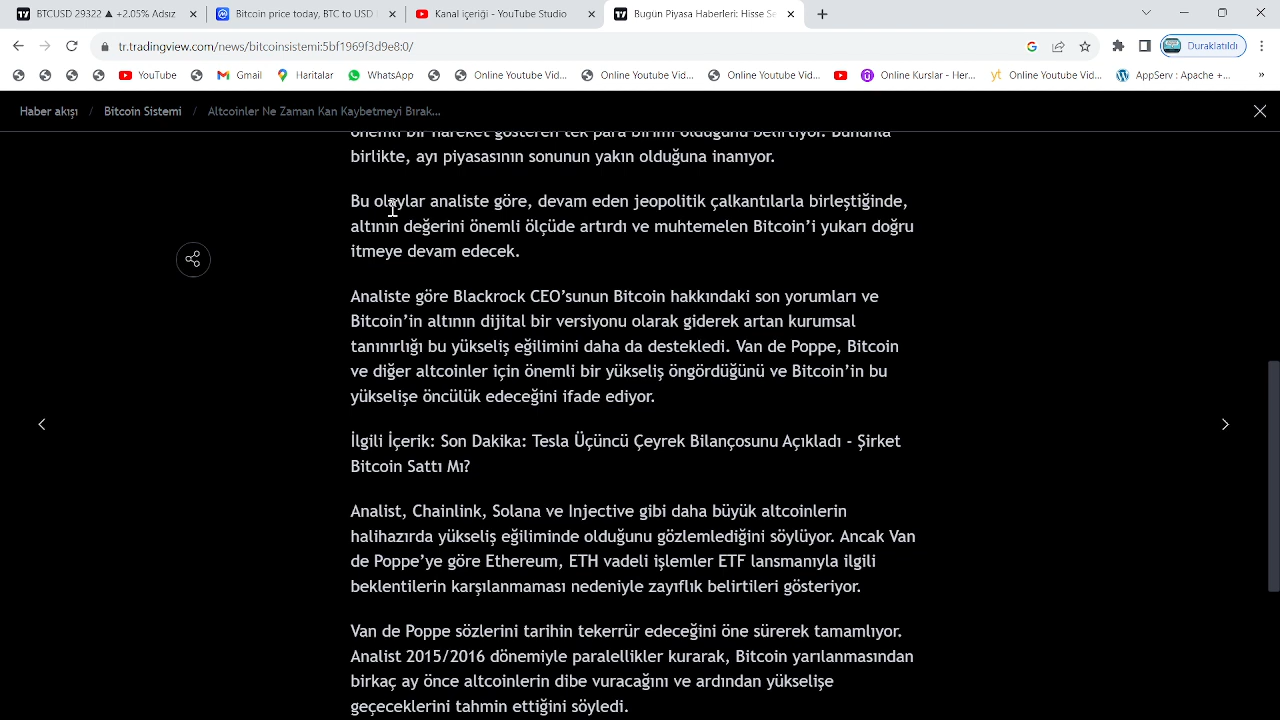 BTCUSD 29322 ▲ +2.05% Adsız
Bitcoin price today, BTC to USD
Kanal içeriği - YouTube Studio
Bugün Piyasa Haberleri: Hisse Se
tr.tradingview.com/news/bitcoinsistemi:5bf1969f3d9e8:0/
Duraklatıldı
YouTube
Gmail
Haritalar
WhatsApp
Online Youtube Vid...
Online Youtube Vid...
Online Youtube Vid...
Online Kurslar - Her...
Online Youtube Vid...
AppServ : Apache +...
Haber akışı / Bitcoin Sistemi / Altcoinler Ne Zaman Kan Kaybetmeyi Bırak...
önemli bir hareket gösteren tek para birimi olduğunu belirtiyor. Bununla
birlikte, ayı piyasasının sonunun yakın olduğuna inanıyor.
Bu olaylar analiste göre, devam eden jeopolitik çalkantılarla birleştiğinde,
altının değerini önemli ölçüde artırdı ve muhtemelen Bitcoin’i yukarı doğru
itmeye devam edecek.
Analiste göre Blackrock CEO’sunun Bitcoin hakkındaki son yorumları ve
Bitcoin’in altının dijital bir versiyonu olarak giderek artan kurumsal
tanınırlığı bu yükseliş eğilimini daha da destekledi. Van de Poppe, Bitcoin
ve diğer altcoinler için önemli bir yükseliş öngördüğünü ve Bitcoin’in bu
yükselişe öncülük edeceğini ifade ediyor.
İlgili İçerik: Son Dakika: Tesla Üçüncü Çeyrek Bilançosunu Açıkladı - Şirket
Bitcoin Sattı Mı?
Analist, Chainlink, Solana ve Injective gibi daha büyük altcoinlerin
halihazırda yükseliş eğiliminde olduğunu gözlemlediğini söylüyor. Ancak Van
de Poppe’ye göre Ethereum, ETH vadeli işlemler ETF lansmanıyla ilgili
beklentilerin karşılanmaması nedeniyle zayıflık belirtileri gösteriyor.
Van de Poppe sözlerini tarihin tekerrür edeceğini öne sürerek tamamlıyor.
Analist 2015/2016 dönemiyle paralellikler kurarak, Bitcoin yarılanmasından
birkaç ay önce altcoinlerin dibe vuracağını ve ardından yükselişe
geçeceklerini tahmin ettiğini söyledi.